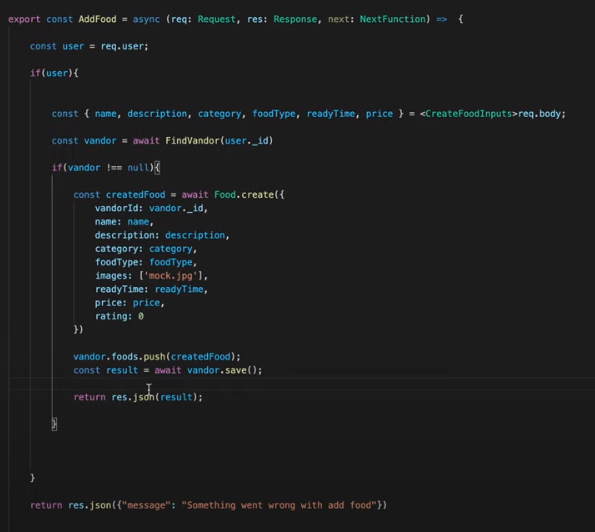 export const AddFood = async (req: Request, res: Response, next: NextFunction) => {
const user = req.user;
if(user){
const { name, description, category, foodType, readyTime, price } = <CreateFoodInputs>req.body;
const vandor = await FindVandor(user._id)
if(vandor !== null){
const createdFood = await Food.create({
vandorId: vandor._id,
name: name,
description: description,
category: category,
foodType: foodType,
images: ['mock.jpg'],
readyTime: readyTime,
price: price,
rating: 0
})
vandor.foods.push(createdFood);
const result = await vandor.save();
return res.json(result);
}
}
return res.json({"message": "Something went wrong with add food"})